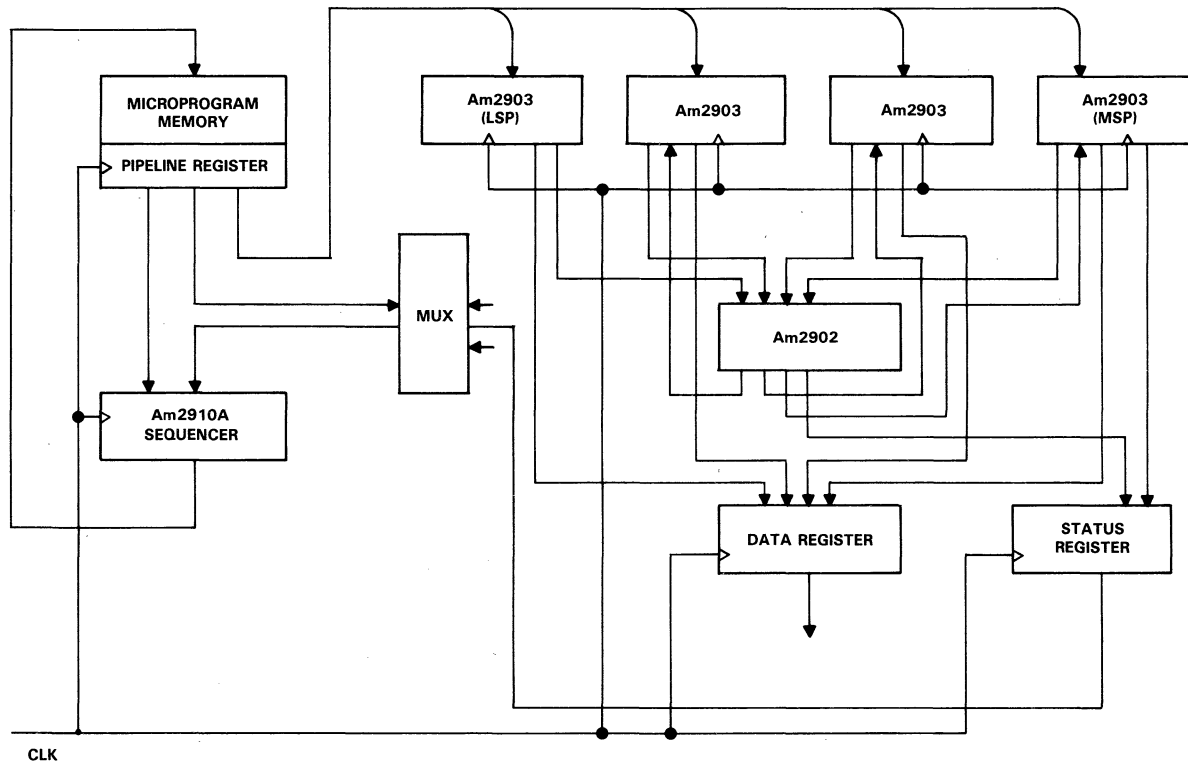 MICROPROGRAM
MEMORY
PIPELINE REGISTER
Am2903
(LSP)
Am2903
Am2903
Am2903
(MSP)
MUX
Am2902
Am2910A
SEQUENCER
DATA REGISTER
STATUS
REGISTER
CLK